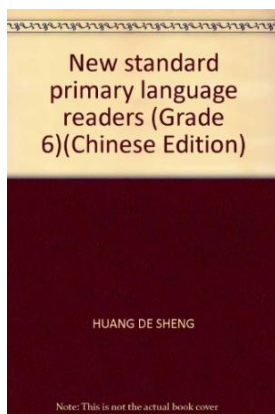 New standard
primary language
readers (Grade
6)(Chinese Edition)
HUANG DE SHENG
Note: This is not the actual book cover